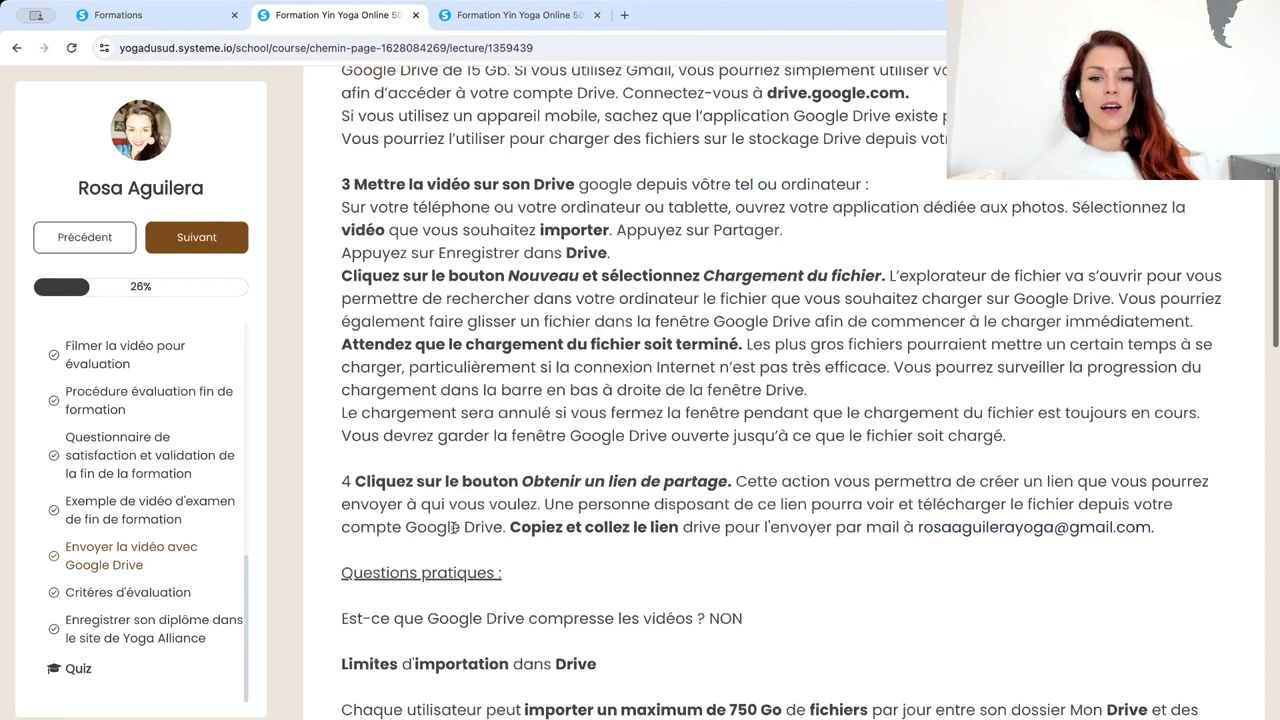 Formations
Formation Yin Yoga Online 50
Formation Yin Yoga Online 50
yogadusud.systeme.io/school/course/chemin-page-1628084269/lecture/1359439
Rosa Aguilera
Précédent
Suivant
26%
Filmer la vidéo pour
évaluation
Procédure évaluation fin de
formation
Questionnaire de
satisfaction et validation de
la fin de la formation
Exemple de vidéo d'examen
de fin de formation
Envoyer la vidéo avec
Google Drive
Critéres d'évaluation
Enregistrer son diplôme dans
le site de Yoga Alliance
Quiz
Google Drive de 15 Gb. Si vous utilisez Gmail, vous pourriez simplement utiliser
afin d'accéder à votre compte Drive. Connectez-vous à drive.google.com.
Si vous utilisez un appareil mobile, sachez que l'application Google Drive existe
Vous pourriez l'utiliser pour charger des fichiers sur le stockage Drive depuis
3 Mettre la vidéo sur son Drive google depuis vôtre tel ou ordinateur :
Sur votre téléphone ou votre ordinateur ou tablette, ouvrez votre application dédiée aux photos. Sélectionnez la
vidéo que vous souhaitez importer. Appuyez sur Partager.
Appuyez sur Enregistrer dans Drive.
Cliquez sur le bouton Nouveau et sélectionnez Chargement du fichier. L'explorateur de fichier va s'ouvrir pour vous
permettre de rechercher dans votre ordinateur le fichier que vous souhaitez charger sur Google Drive. Vous pourriez
également faire glisser un fichier dans la fenêtre Google Drive afin de commencer à le charger immédiatement.
Attendez que le chargement du fichier soit terminé. Les plus gros fichiers pourraient mettre un certain temps à se
charger, particulièrement si la connexion Internet n'est pas très efficace. Vous pourrez surveiller la progression du
chargement dans la barre en bas à droite de la fenêtre Drive.
Le chargement sera annulé si vous fermez la fenêtre pendant que le chargement du fichier est toujours en cours.
Vous devrez garder la fenêtre Google Drive ouverte jusqu'à ce que le fichier soit chargé.
4 Cliquez sur le bouton Obtenir un lien de partage. Cette action vous permettra de créer un lien que vous pourrez
envoyer à qui vous voulez. Une personne disposant de ce lien pourra voir et télécharger le fichier depuis votre
compte Google Drive. Copiez et collez le lien drive pour l'envoyer par mail à rosaaguilerayoga@gmail.com.
Questions pratiques :
Est-ce que Google Drive compresse les vidéos ? NON
Limites d'importation dans Drive
Chaque utilisateur peut importer un maximum de 750 Go de fichiers par jour entre son dossier Mon Drive et des